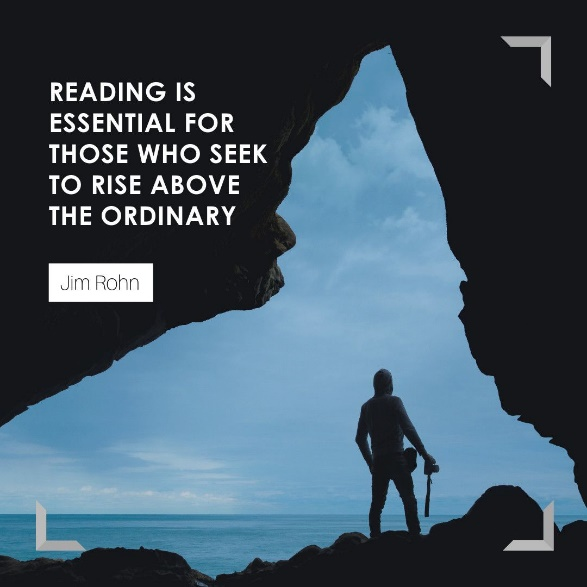 READING IS
ESSENTIAL FOR
THOSE WHO SEEK
TO RISE ABOVE
THE ORDINARY
Jim Rohn